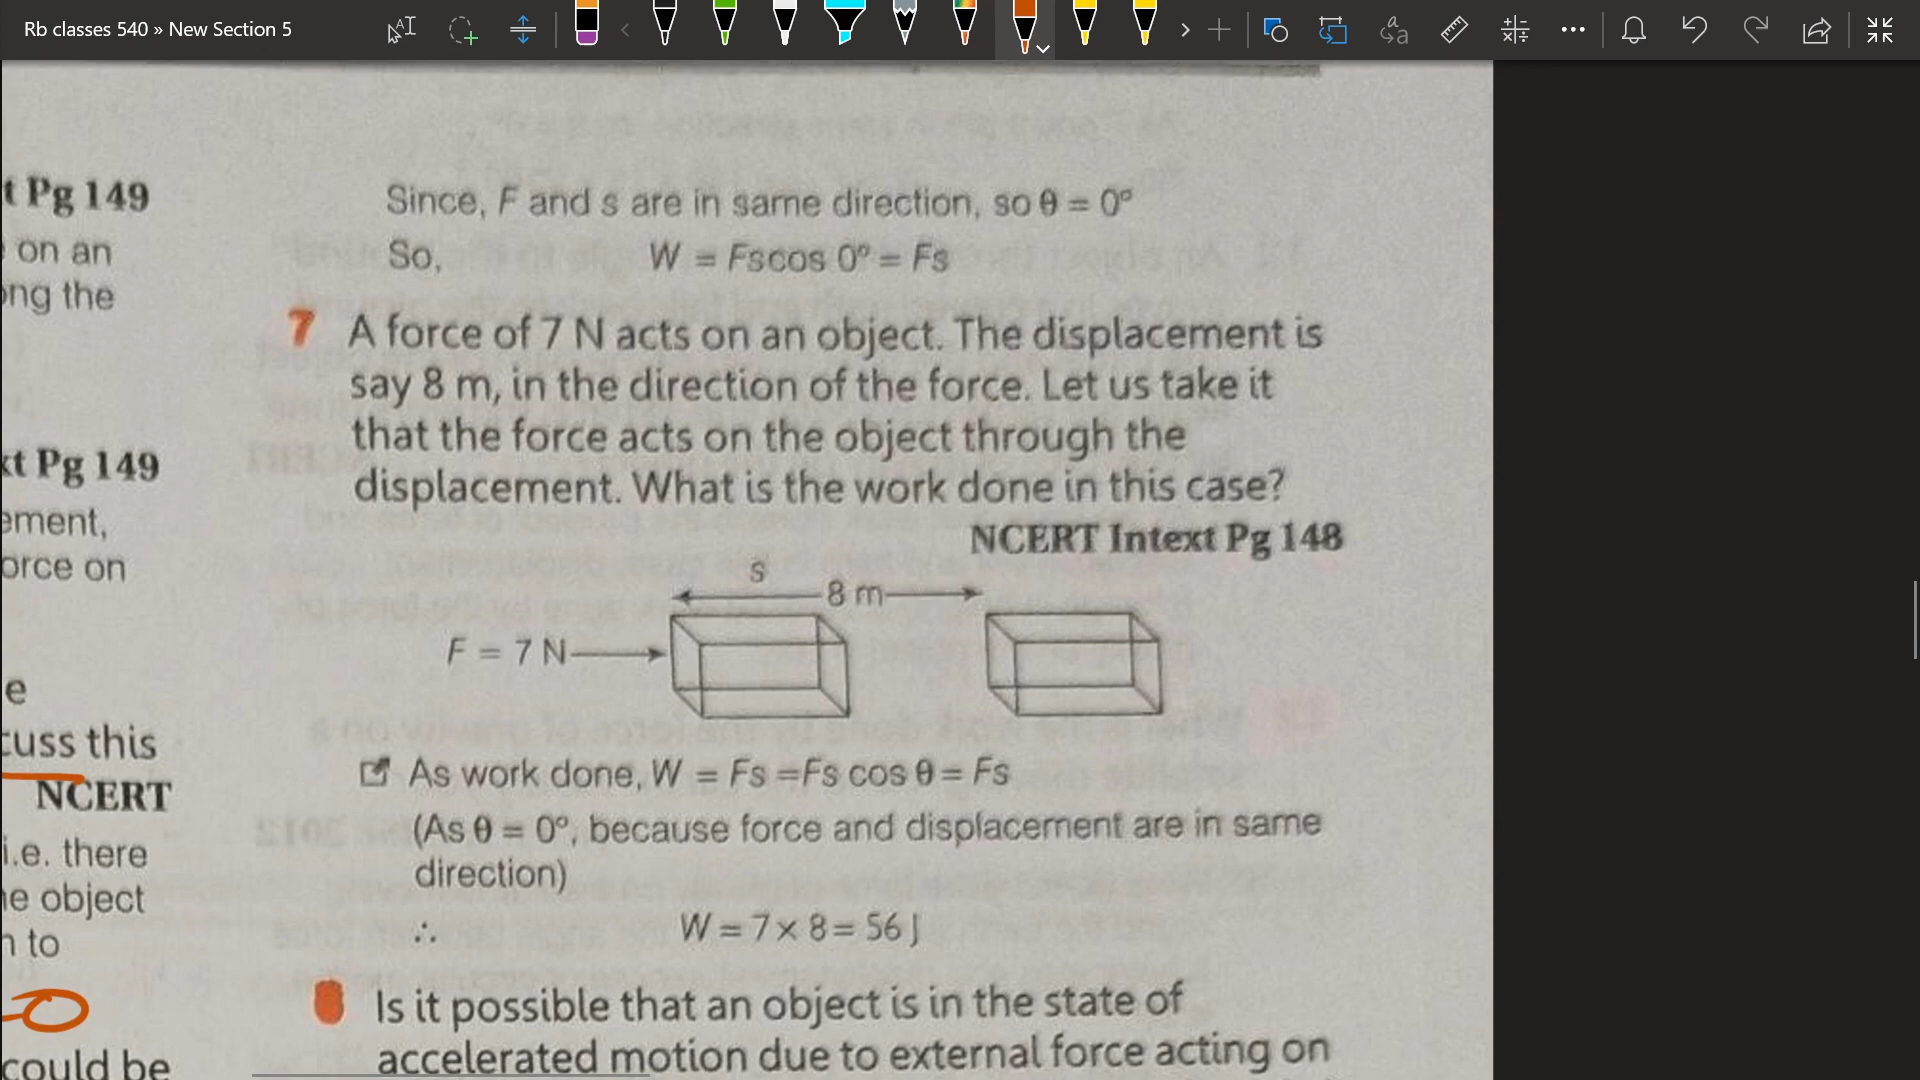 Rb classes 540 » New Section 5
t Pg 149
on an
ong the
xt Pg 149
ement,
orce on
e
cuss this
NCERT
i.e. there
ne object
n to
could be
Since, F and s are in same direction, so θ = 0°
So, W = Fs cos 0° = Fs
7 A force of 7 N acts on an object. The displacement is
say 8 m, in the direction of the force. Let us take it
that the force acts on the object through the
displacement. What is the work done in this case?
NCERT Intext Pg 148
s
8 m
F = 7 N
As work done, W = Fs =Fs cos θ = Fs
(As θ = 0°, because force and displacement are in same
direction)
∴ W = 7 × 8 = 56 J
8 Is it possible that an object is in the state of
accelerated motion due to external force acting on